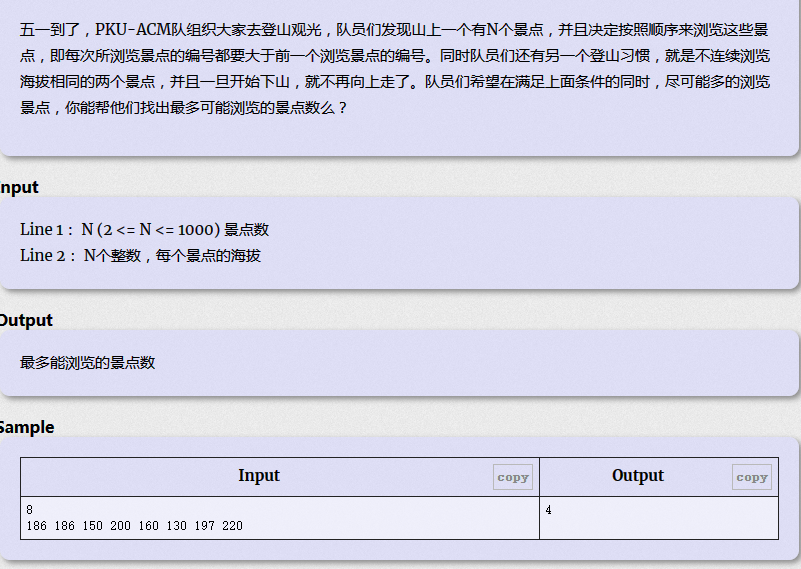 五一到了，PKU-ACM队组织大家去登山观光，队员们发现山上一个有N个景点，并且决定按照顺序来浏览这些景
点，即每次所浏览景点的编号都要大于前一个浏览景点的编号。同时队员们还有另一个登山习惯，就是不连续浏览
海拔相同的两个景点，并且一旦开始下山，就不再向上走了。队员们希望在满足上面条件的同时，尽可能多的浏览
景点，你能帮他们找出最多可能浏览的景点数么？
Input
Line 1： N (2 <= N <= 1000) 景点数
Line 2： N个整数，每个景点的海拔
Output
最多能浏览的景点数
Sample
Input copy Output copy
8 4
186 186 150 200 160 130 197 220